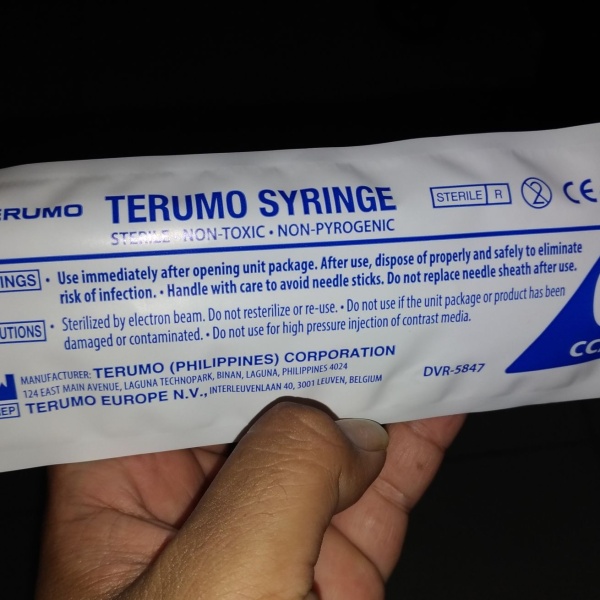 ERUMO TERUMO SYRINGE STERILE R 2 CE
STERILE • NON-TOXIC • NON-PYROGENIC
INGS • Use immediately after opening unit package. After use, dispose of properly and safely to eliminate
risk of infection. • Handle with care to avoid needle sticks. Do not replace needle sheath after use.
UTIONS • Sterilized by electron beam. Do not resterilize or re-use. • Do not use if the unit package or product has been
damaged or contaminated. • Do not use for high pressure injection of contrast media.
MANUFACTURER: TERUMO (PHILIPPINES) CORPORATION
124 EAST MAIN AVENUE, LAGUNA TECHNOPARK, BINAN, LAGUNA, PHILIPPINES 4024
DVR-5847
EP TERUMO EUROPE N.V., INTERLEUVENLAAN 40, 3001 LEUVEN, BELGIUM
CC